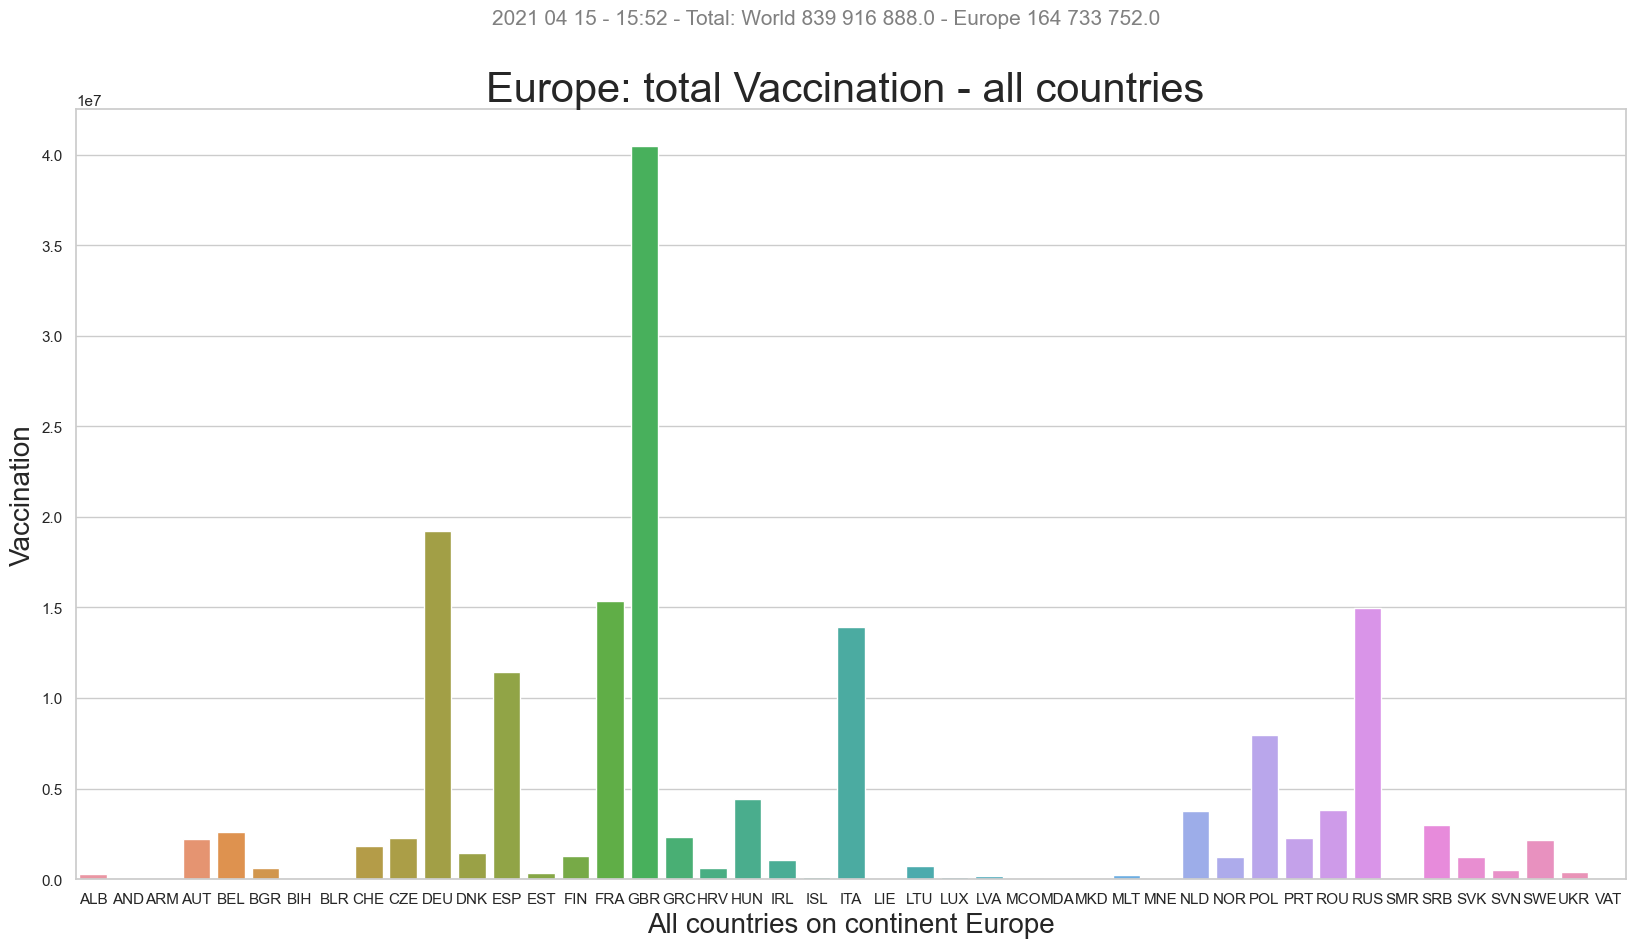 2021 04 15 - 15:52 - Total: World 839 916 888.0 - Europe 164 733 752.0
Europe: total Vaccination - all countries
1e7
4.0
3.5
3.0
2.5
2.0
1.5
1.0
0.5
0.0
Vaccination
ALB AND ARM AUT BEL BGR BIH BLR CHE CZE DEU DNK ESP EST FIN FRA GBR GRC HRV HUN IRL ISL ITA LIE LTU LUX LVA MCO MDA MKD MLT MNE NLD NOR POL PRT ROU RUS SMR SRB SVK SVN SWE UKR VAT
All countries on continent Europe